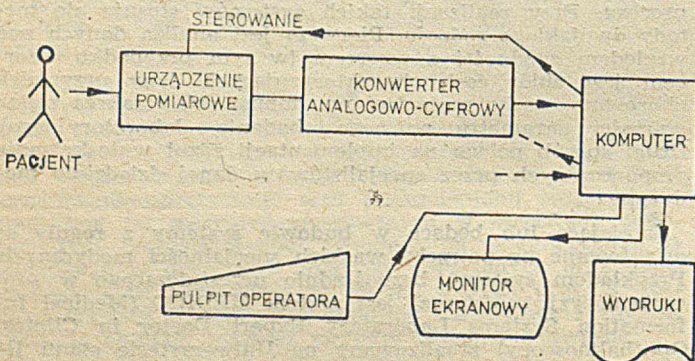 STEROWANIE
URZĄDZENIE
POMIAROWE
KONWERTER
ANALOGOWO-CYFROWY
KOMPUTER
PACJENT
PULPIT OPERATORA
MONITOR
EKRANOWY
WYDRUKI